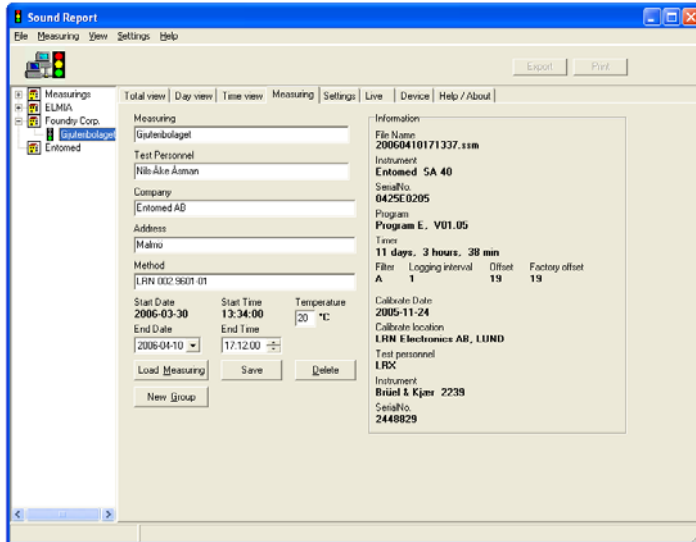 Sound Report
File Measuring View Settings Help
Export Print
Measurings
ELMIA
Foundry Corp.
Gjutenbolaget
Entomed
Total view Day view Time view Measuring Settings Live Device Help / About
Measuring
Gjutenbolaget
Test Personnel
Nils-Åke Åsman
Company
Entomed AB
Address
Malmö
Method
LRN 002.9601-01
Start Date Start Time Temperature
2006-03-30 13:34:00 20 °C
End Date End Time
2006-04-10 17:12:00
Load Measuring Save Delete
New Group
Information
File Name
20060410171337.ssm
Instrument
Entomed SA 40
SerialNo.
0425E0205
Program
Program E, V01.05
Timer
11 days, 3 hours, 38 min
Filter Logging interval Offset Factory offset
A 1 19 19
Calibrate Date
2005-11-24
Calibrate location
LRN Electronics AB, LUND
Test personnel
LRX
Instrument
Brüel & Kjær 2239
SerialNo.
2448829